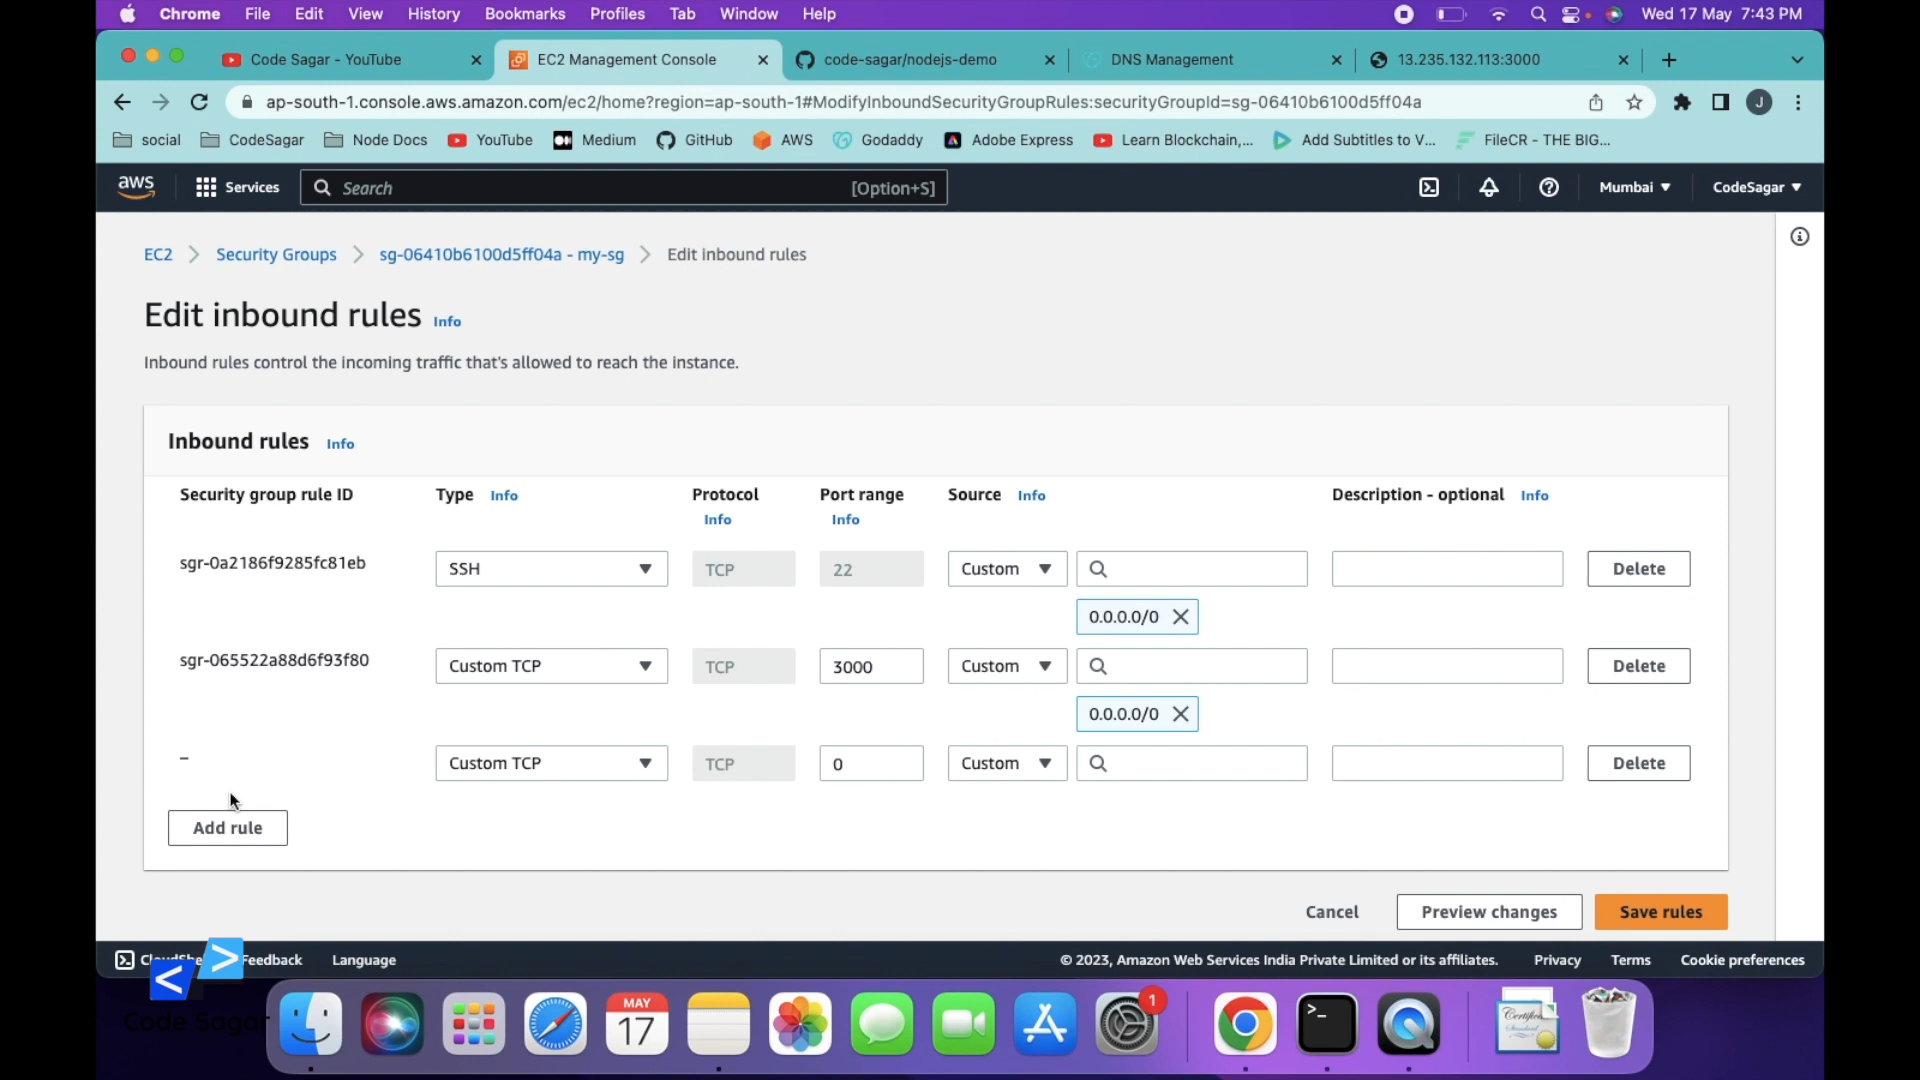 Chrome File Edit View History Bookmarks Profiles Tab Window Help Wed 17 May 7:43 PM
Code Sagar - YouTube EC2 Management Console code-sagar/nodejs-demo DNS Management 13.235.132.113:3000
ap-south-1.console.aws.amazon.com/ec2/home?region=ap-south-1#ModifyInboundSecurityGroupRules:securityGroupId=sg-06410b6100d5ff04a J
social CodeSagar Node Docs YouTube Medium GitHub AWS Godaddy Adobe Express Learn Blockchain,... Add Subtitles to V... FileCR - THE BIG...
aws Services Search [Option+S] Mumbai CodeSagar
EC2 Security Groups sg-06410b6100d5ff04a - my-sg Edit inbound rules
Edit inbound rules Info
Inbound rules control the incoming traffic that's allowed to reach the instance.
Inbound rules Info
Security group rule ID Type Info Protocol Port range Source Info Description - optional Info
Info Info
sgr-0a2186f9285fc81eb SSH TCP 22 Custom Delete
0.0.0.0/0
sgr-065522a88d6f93f80 Custom TCP TCP 3000 Custom Delete
0.0.0.0/0
– Custom TCP TCP 0 Custom Delete
Add rule
Cancel Preview changes Save rules
Feedback Language © 2023, Amazon Web Services India Private Limited or its affiliates. Privacy Terms Cookie preferences
Code Sagar
MAY
17
1